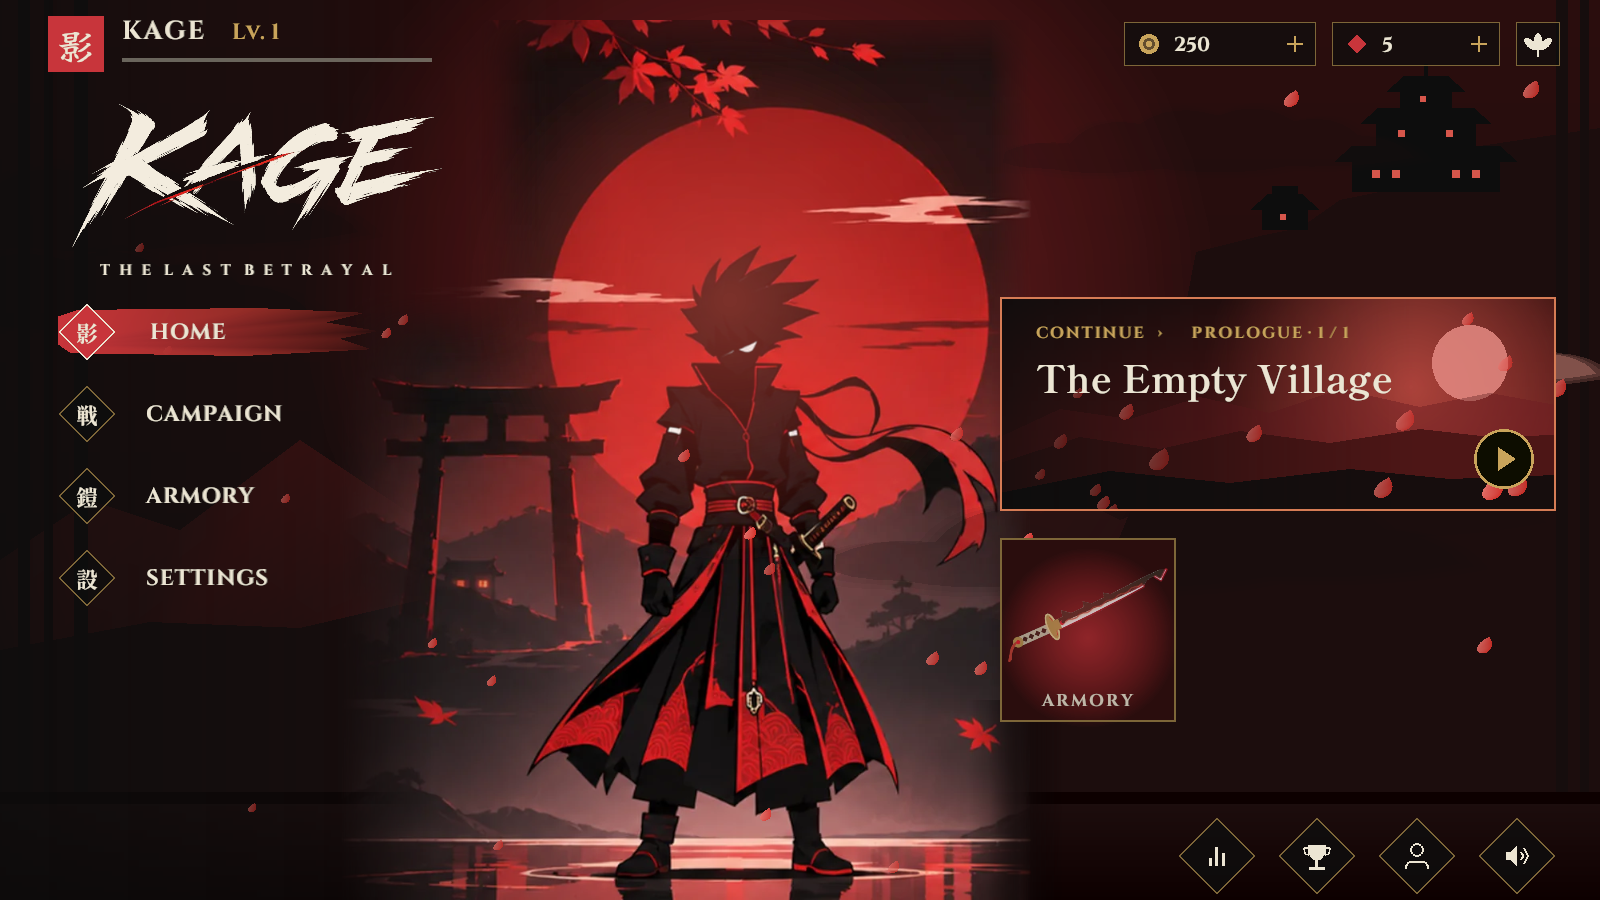 影
KAGE Lv. 1
250 +
5 +
KAGE
THE LAST BETRAYAL
影 HOME
戦 CAMPAIGN
鎧 ARMORY
設 SETTINGS
CONTINUE › PROLOGUE · 1 / 1
The Empty Village
ARMORY